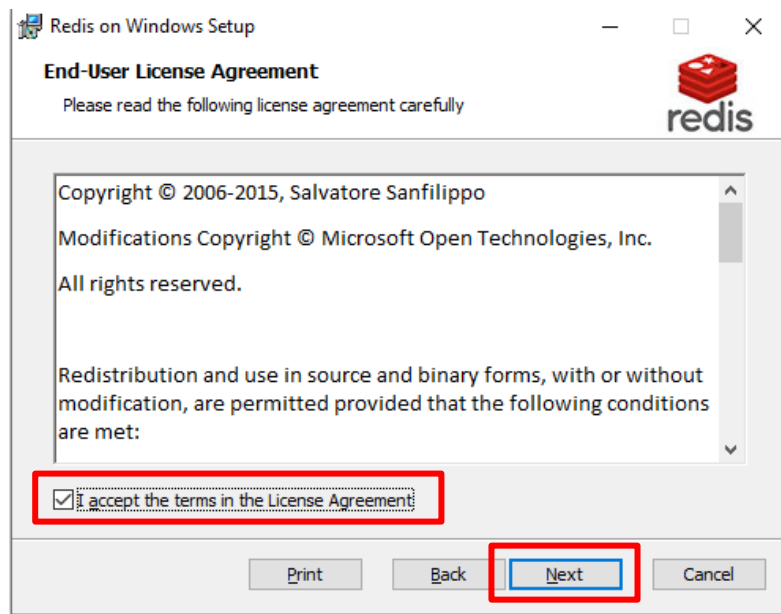 Redis on Windows Setup
End-User License Agreement
Please read the following license agreement carefully
redis
Copyright © 2006-2015, Salvatore Sanfilippo
Modifications Copyright © Microsoft Open Technologies, Inc.
All rights reserved.
Redistribution and use in source and binary forms, with or without
modification, are permitted provided that the following conditions
are met:
I accept the terms in the License Agreement
Print Back Next Cancel